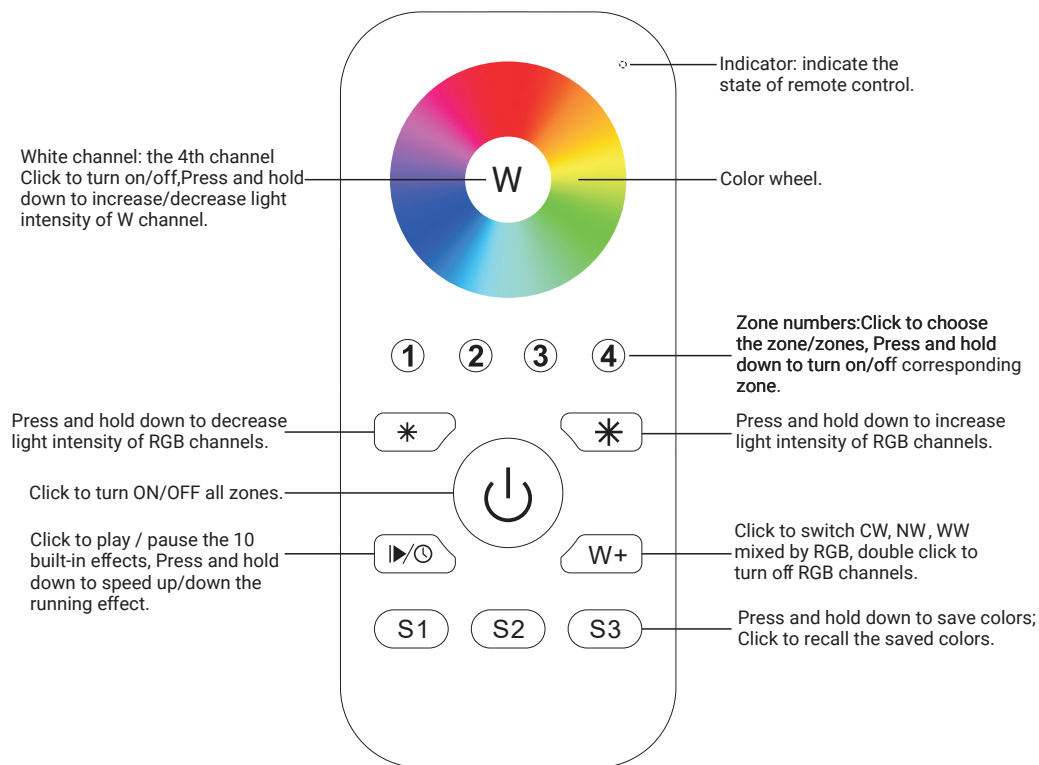 Indicator: indicate the
state of remote control.
White channel: the 4th channel
Click to turn on/off,Press and hold
down to increase/decrease light
intensity of W channel.
W
Color wheel.
Zone numbers:Click to choose
the zone/zones, Press and hold
down to turn on/off corresponding
zone.
1 2 3 4
Press and hold down to decrease
light intensity of RGB channels.
Press and hold down to increase
light intensity of RGB channels.
Click to turn ON/OFF all zones.
Click to play / pause the 10
built-in effects, Press and hold
down to speed up/down the
running effect.
W+
Click to switch CW, NW, WW
mixed by RGB, double click to
turn off RGB channels.
S1 S2 S3
Press and hold down to save colors;
Click to recall the saved colors.